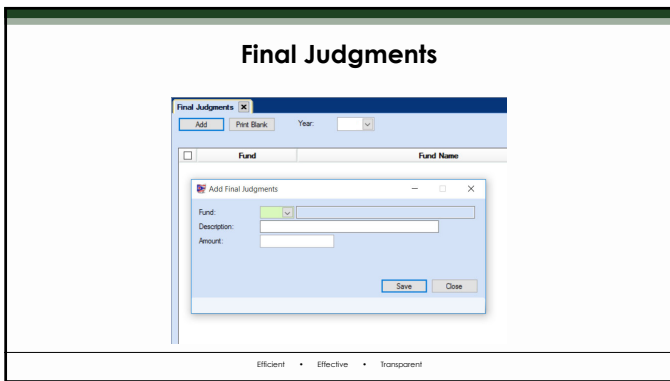 Final Judgments
Final Judgments X
Add Print Blank Year:
Fund Fund Name
Add Final Judgments
Fund:
Description:
Amount:
Save Close
Efficient • Effective • Transparent